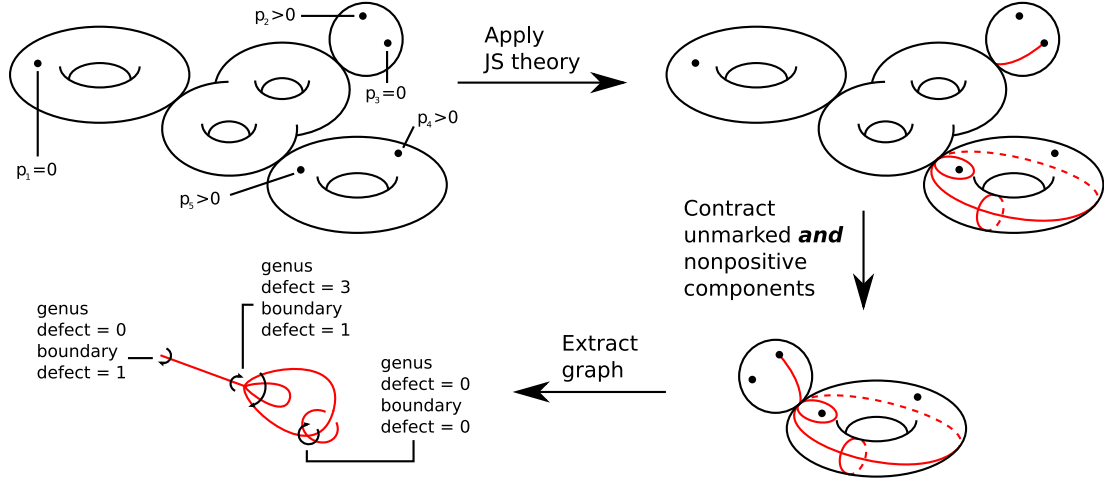 p₂>0
p₃=0
p₁=0
p₄>0
p₅>0
Apply
JS theory
Contract
unmarked and
nonpositive
components
Extract
graph
genus
defect = 3
boundary
defect = 1
genus
defect = 0
boundary
defect = 1
genus
defect = 0
boundary
defect = 0